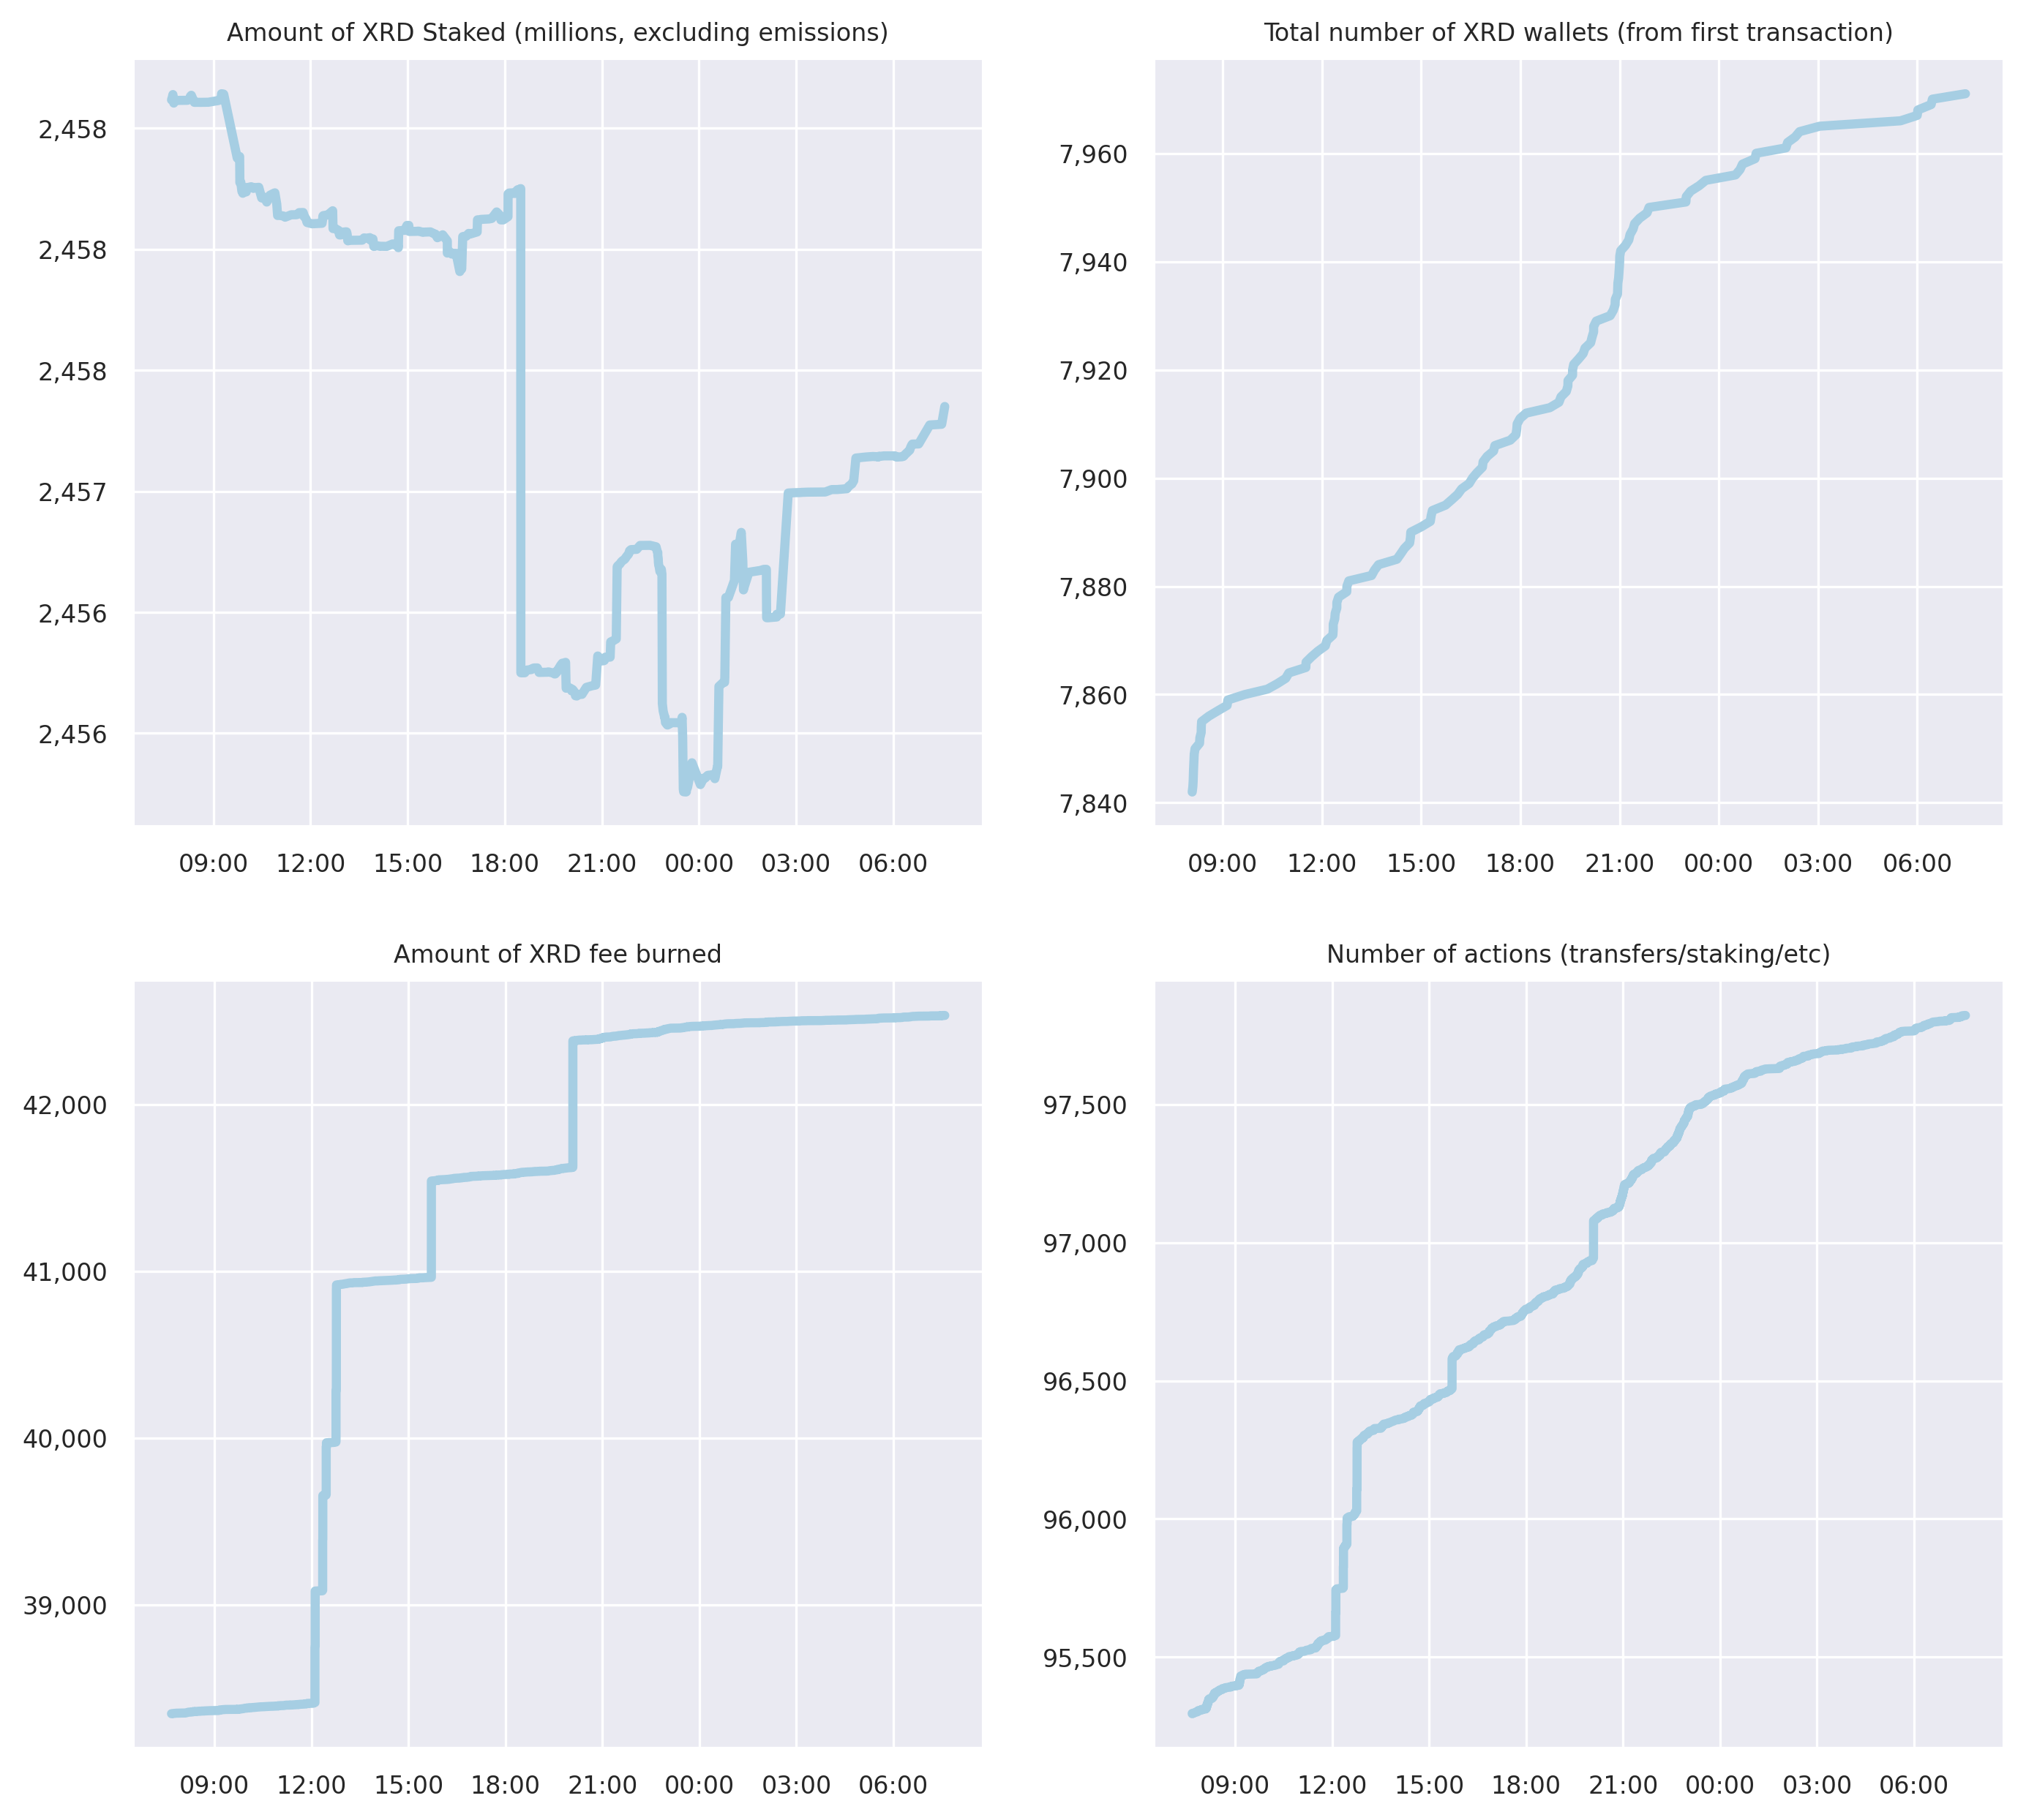 Amount of XRD Staked (millions, excluding emissions)
2,458
2,458
2,458
2,457
2,456
2,456
09:00 12:00 15:00 18:00 21:00 00:00 03:00 06:00
Total number of XRD wallets (from first transaction)
7,960
7,940
7,920
7,900
7,880
7,860
7,840
09:00 12:00 15:00 18:00 21:00 00:00 03:00 06:00
Amount of XRD fee burned
42,000
41,000
40,000
39,000
09:00 12:00 15:00 18:00 21:00 00:00 03:00 06:00
Number of actions (transfers/staking/etc)
97,500
97,000
96,500
96,000
95,500
09:00 12:00 15:00 18:00 21:00 00:00 03:00 06:00